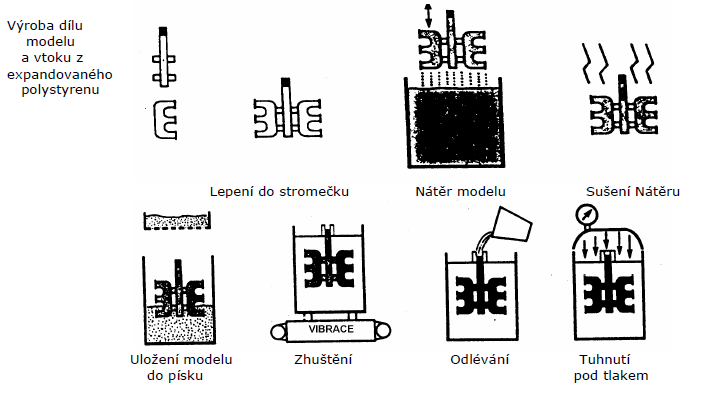 Výroba dílu
modelu
a vtoku z
expandovaného
polystyrenu
Lepení do stromečku
Nátěr modelu
Sušení Nátěru
VIBRACE
Uložení modelu
do písku
Zhuštění
Odlévání
Tuhnutí
pod tlakem